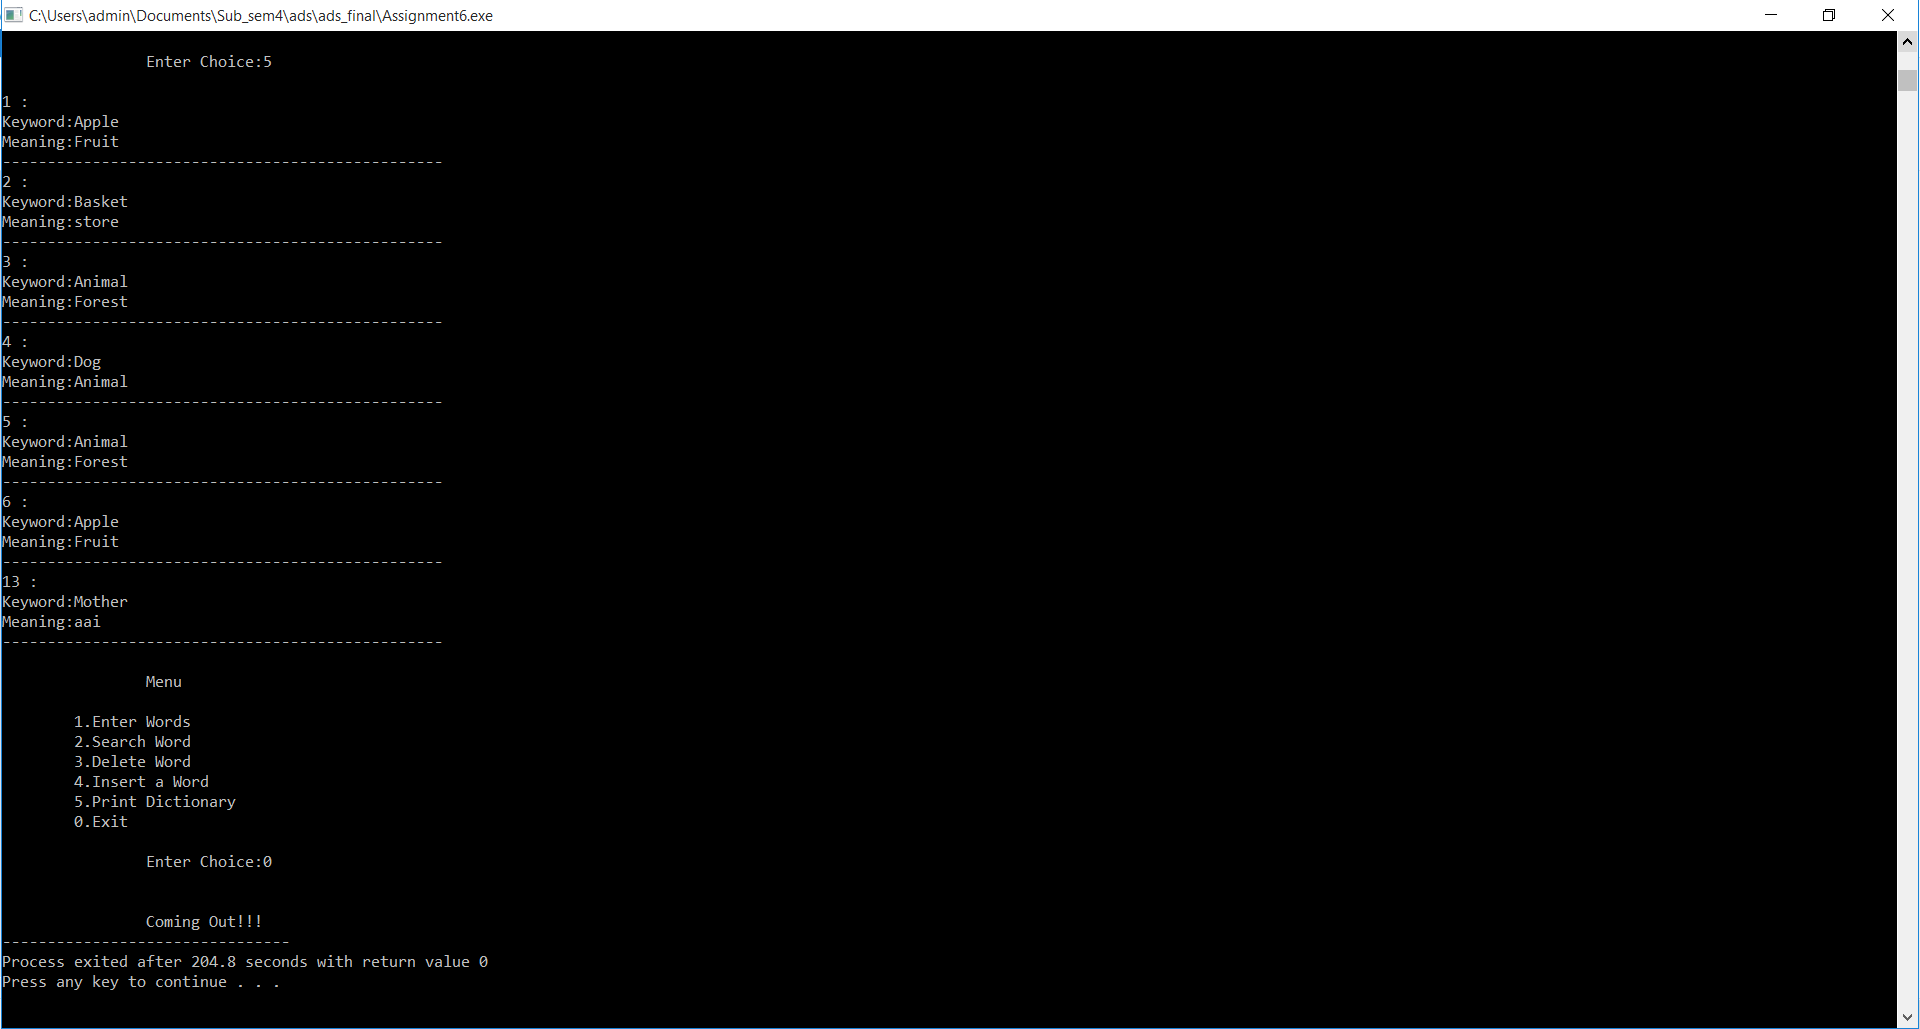 C:\Users\admin\Documents\Sub_sem4\ads\ads_final\Assignment6.exe
Enter Choice:5
1 :
Keyword:Apple
Meaning:Fruit
-------------------------------------------------
2 :
Keyword:Basket
Meaning:store
-------------------------------------------------
3 :
Keyword:Animal
Meaning:Forest
-------------------------------------------------
4 :
Keyword:Dog
Meaning:Animal
-------------------------------------------------
5 :
Keyword:Animal
Meaning:Forest
-------------------------------------------------
6 :
Keyword:Apple
Meaning:Fruit
-------------------------------------------------
13 :
Keyword:Mother
Meaning:aai
-------------------------------------------------
Menu
1.Enter Words
2.Search Word
3.Delete Word
4.Insert a Word
5.Print Dictionary
0.Exit
Enter Choice:0
Coming Out!!!
--------------------------------
Process exited after 204.8 seconds with return value 0
Press any key to continue . . .